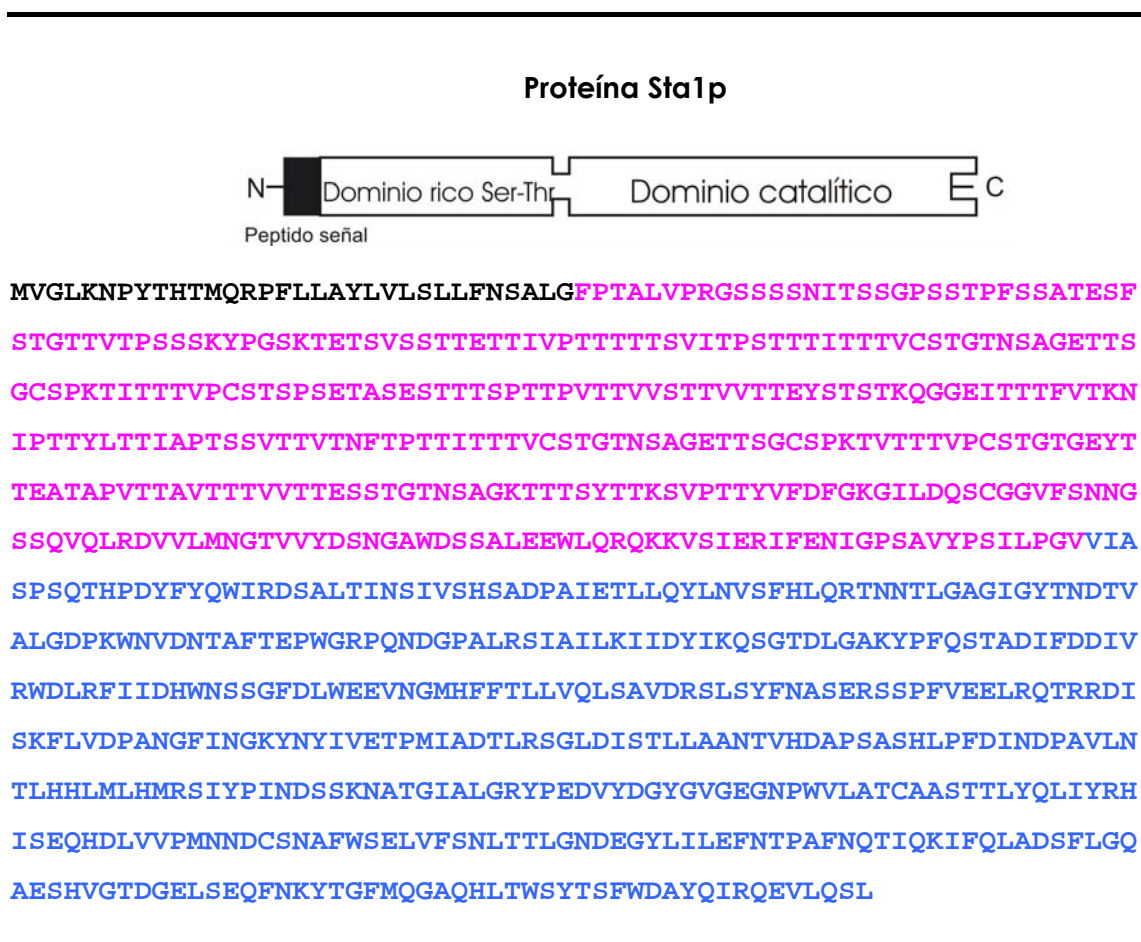 Proteína Sta1p
N Dominio rico Ser-Thr Dominio catalítico C
Peptido señal
MVGLKNPYTHTMQRPFLLAYLVLSLLFNSALGFPTALVPRGSSSSNITSSGPSSTPFSSATESF
STGTTVTPSSSKYPGSKTETSVSSTTETTIVPTTTTTSVITPSTTTITTTVCSTGTNSAGETTS
GCSPKTITTTVPCSTSPSETASESTTTSPTTPVTTVVSTTVVTTEYSTSTKQGGEITTTFVTKN
IPTTYLTTIAPTSSVTTVTNFTPTTITTTVCSTGTNSAGETTSGCSPKTVTTTVPCSTGTGEYT
TEATAPVTTAVTTTVVTTESSTGTNSAGKTTTSYTTKSVPTTYVFDFGKGILDQSCGGVFSNNG
SSQVQLRDVVLMNGTVVYDSNGAWDSSALEEWLQRQKKVSIERIFENIGPSAVYPSILPGVVIA
SPSQTHPDYFYQWIRDSALTINSIVSHSADPAIETLLQYLNVSFHLQRTNNTLGAGIGYTNDTV
ALGDPKWNVDNTAFTEPWGRPQNDGPALRSIAILKIIDYIKQSGTDLGAKYPFQSTADIFDDIV
RWDLRFIIDHWNSSGFDLWEEVNGMHFFTLLVQLSAVDRSLSYFNASERSSPFVEELRQTRRDI
SKFLVDPANGFINGKYNYIVETPMIADTLRSGLDISTLLAANTVHDAPSASHLPFDINDPAVLN
TLHHLMLHMRSIYPINDSSKNATGIALGRYPEDVYDGYGVGEGNPWVLATCAASTTLYQLIYRH
ISEQHDLVVPMNNDCSNAFWSELVFSNLTTLGNDEGYLILEFNTPAFNQTIQKIFQLADSFLGQ
AESHVGTDGELSEQFNKYTGFMQGAQHLTWSYTSFWDAYQIRQEVLQSL